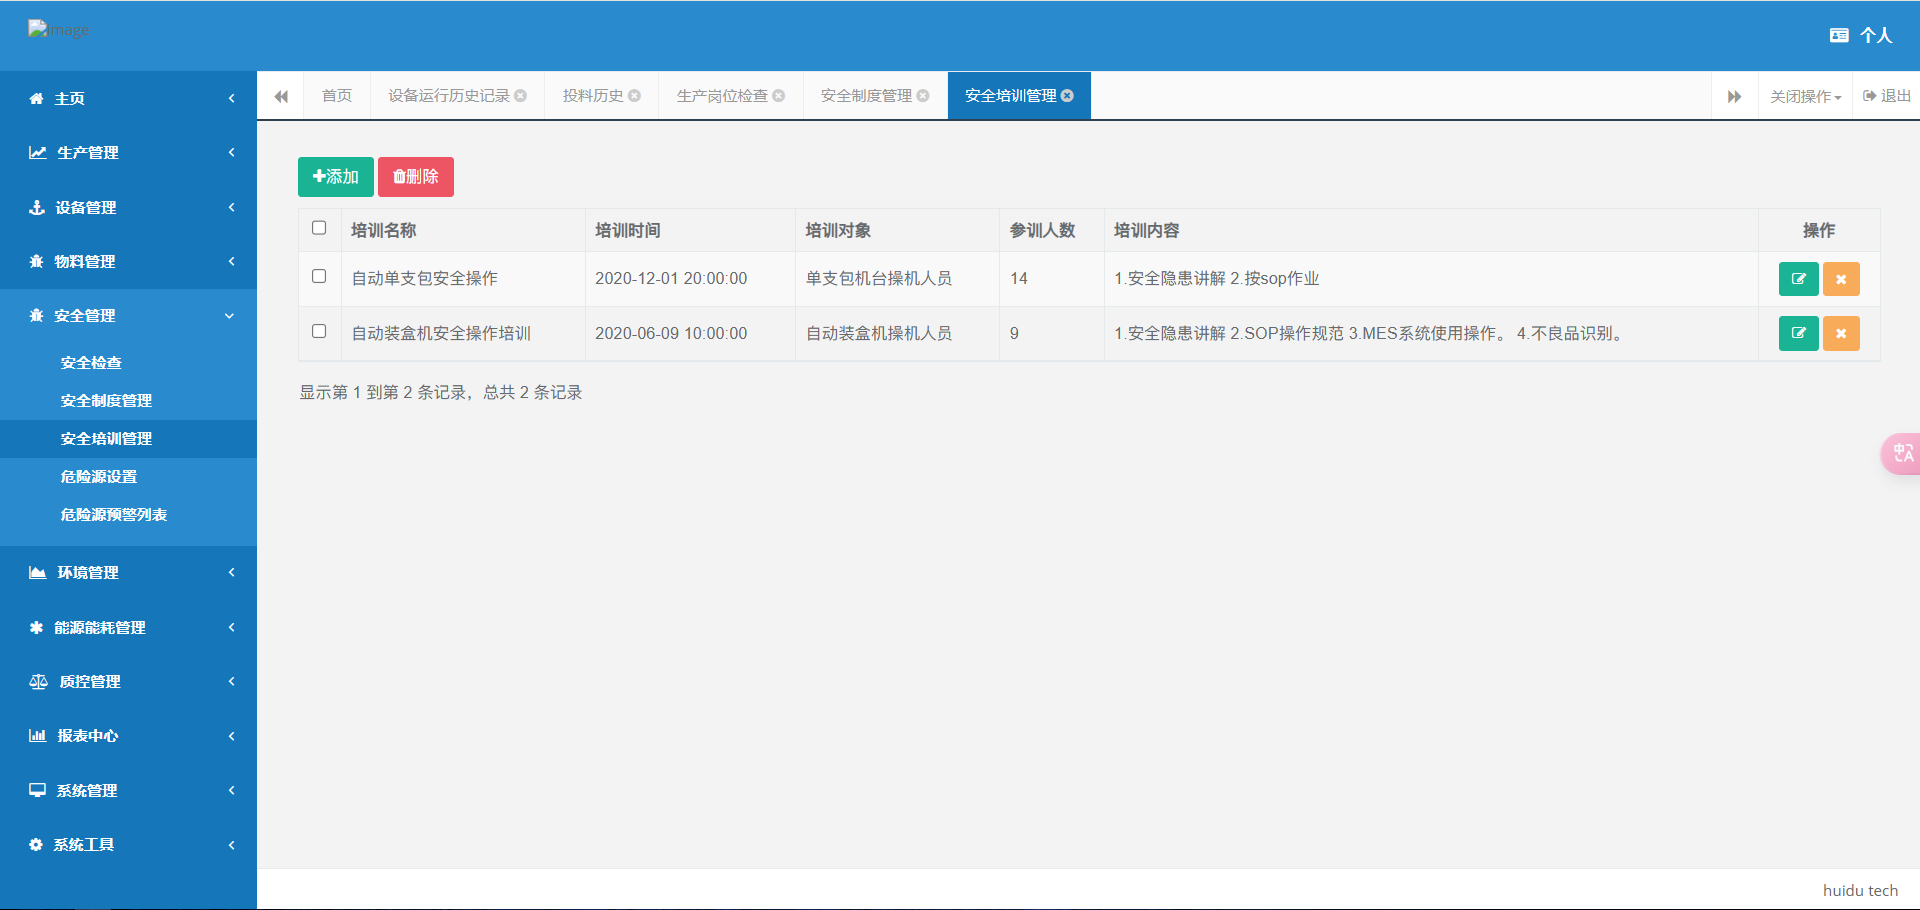 Image
个人
主页
生产管理
设备管理
物料管理
安全管理
安全检查
安全制度管理
安全培训管理
危险源设置
危险源预警列表
环境管理
能源能耗管理
质控管理
报表中心
系统管理
系统工具
首页 设备运行历史记录 投料历史 生产岗位检查 安全制度管理 安全培训管理 关闭操作 退出
添加 删除
培训名称 培训时间 培训对象 参训人数 培训内容 操作
自动单支包安全操作 2020-12-01 20:00:00 单支包机台操机人员 14 1.安全隐患讲解 2.按sop作业
自动装盒机安全操作培训 2020-06-09 10:00:00 自动装盒机操机人员 9 1.安全隐患讲解 2.SOP操作规范 3.MES系统使用操作。 4.不良品识别。
显示第 1 到第 2 条记录，总共 2 条记录
中A
huidu tech